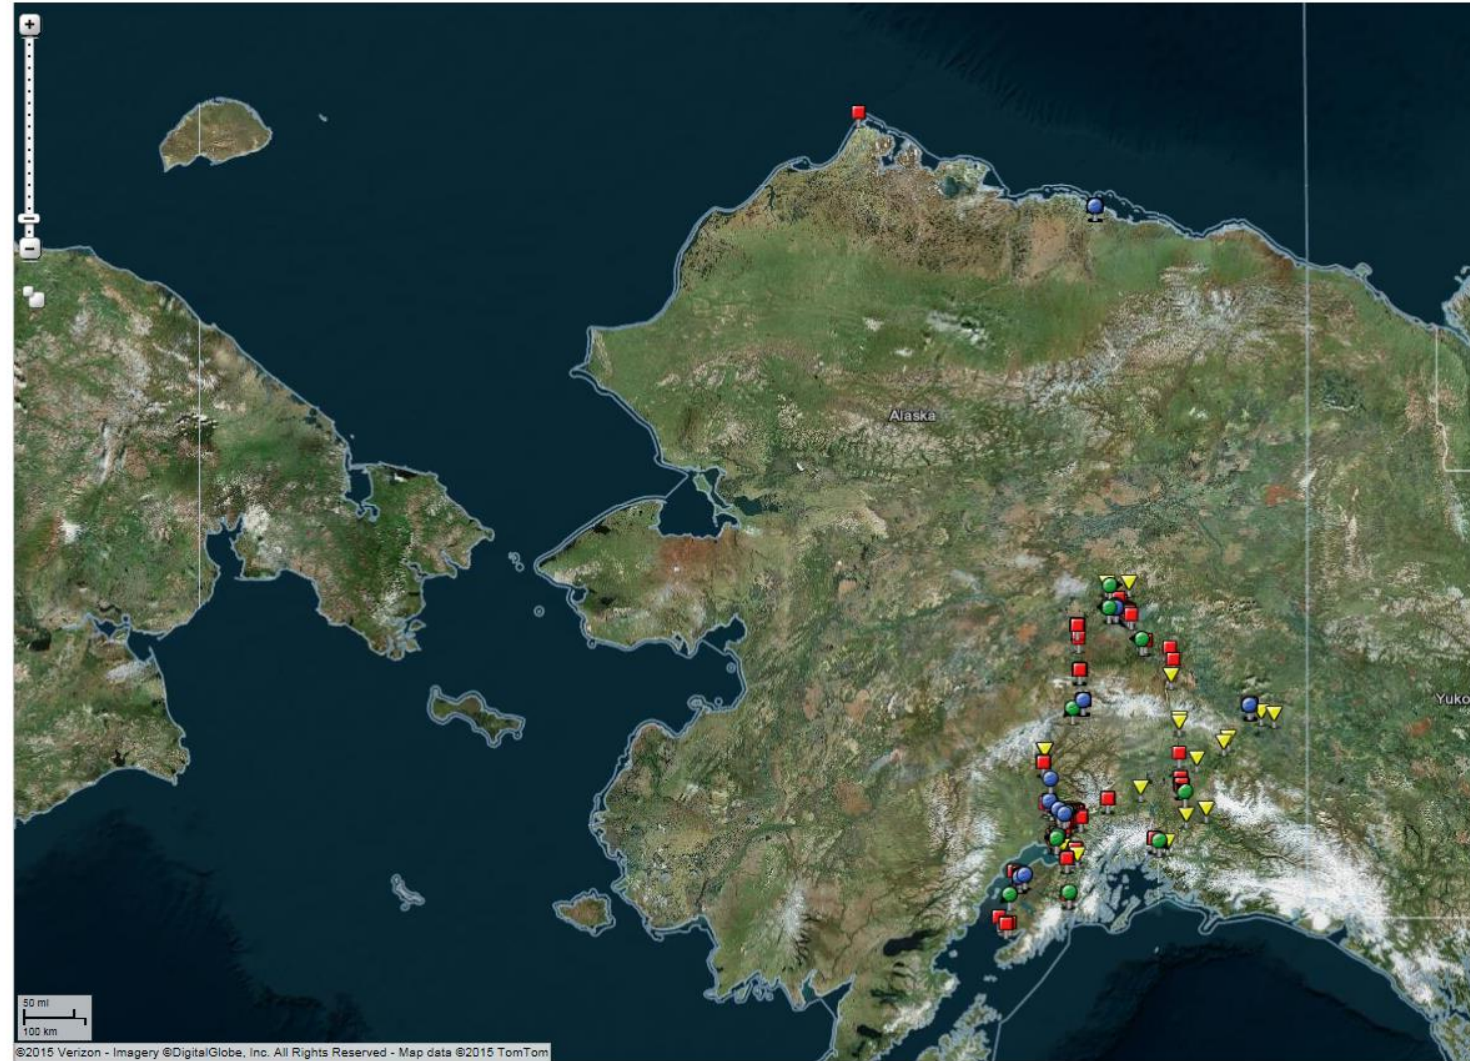 +
−
Alaska
Yuko
50 mi
100 km
©2015 Verizon - Imagery ©DigitalGlobe, Inc. All Rights Reserved - Map data ©2015 TomTom